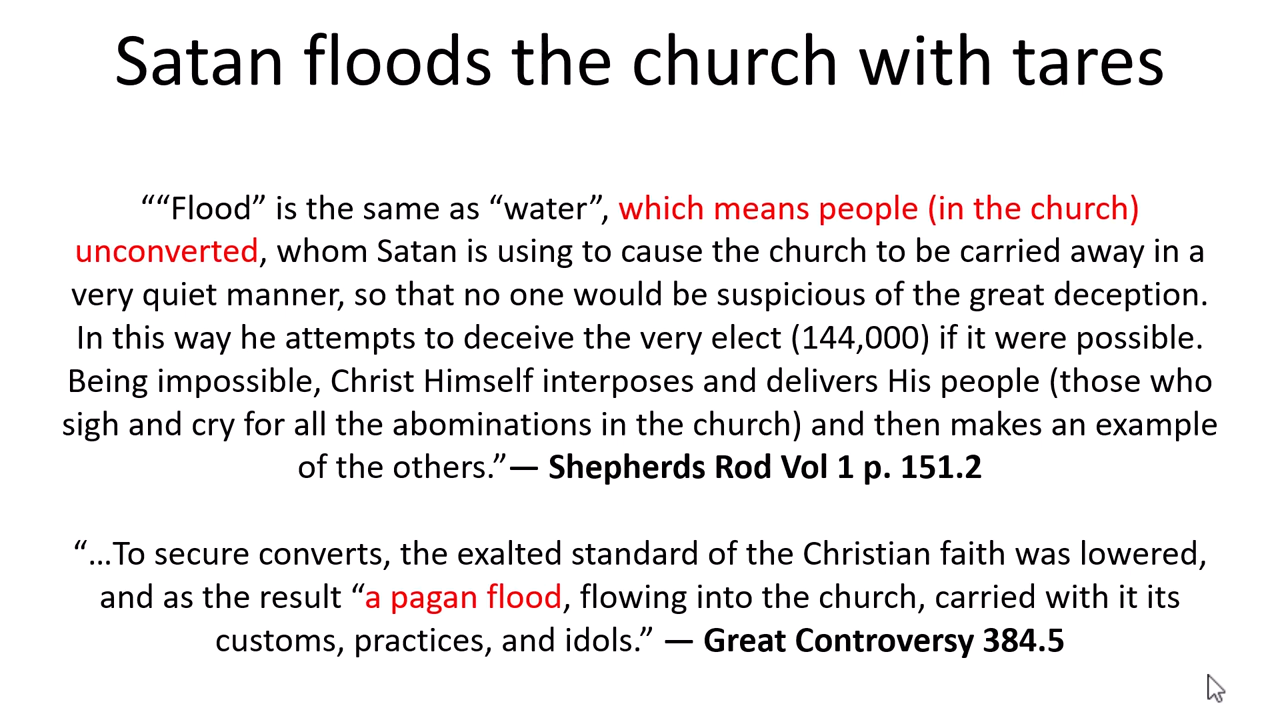 Satan floods the church with tares
““Flood” is the same as “water”, which means people (in the church)
unconverted, whom Satan is using to cause the church to be carried away in a
very quiet manner, so that no one would be suspicious of the great deception.
In this way he attempts to deceive the very elect (144,000) if it were possible.
Being impossible, Christ Himself interposes and delivers His people (those who
sigh and cry for all the abominations in the church) and then makes an example
of the others.”— Shepherds Rod Vol 1 p. 151.2
“…To secure converts, the exalted standard of the Christian faith was lowered,
and as the result “a pagan flood, flowing into the church, carried with it its
customs, practices, and idols.” — Great Controversy 384.5